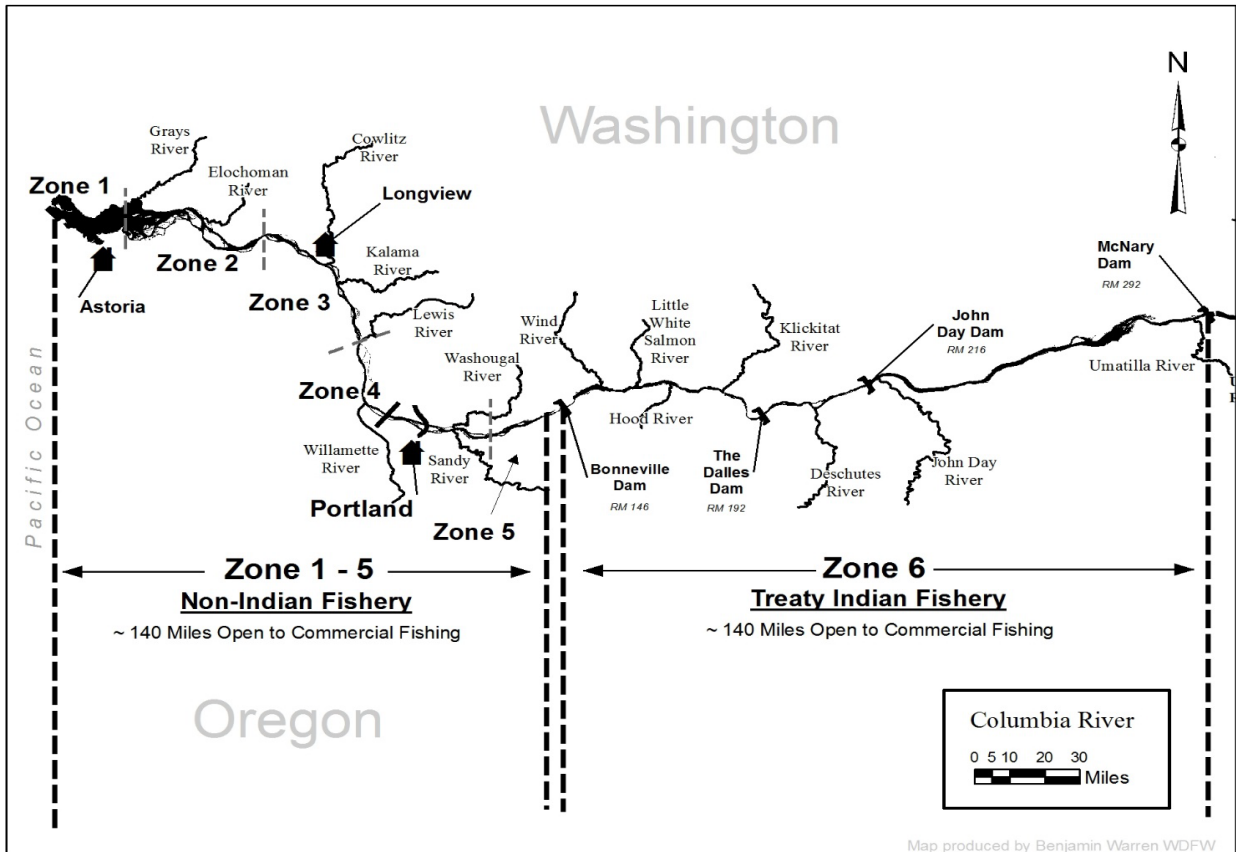 Washington
N
Grays
River
Zone 1
Elochoman
River
Cowlitz
River
Longview
Astoria
Zone 2
Zone 3
Kalama
River
Lewis
River
Zone 4
Washougal
River
Willamette
River
Portland
Sandy
River
Zone 5
Wind
River
Little
White
Salmon
River
Klickitat
River
Hood River
Bonneville
Dam
RM 146
The
Dalles
Dam
RM 192
Deschutes
River
John
Day Dam
RM 216
John Day
River
McNary
Dam
RM 292
Umatilla River
Pacific Ocean
Zone 1 - 5
Non-Indian Fishery
~ 140 Miles Open to Commercial Fishing
Zone 6
Treaty Indian Fishery
~ 140 Miles Open to Commercial Fishing
Oregon
Columbia River
0 5 10 20 30
Miles
Map produced by Benjamin Warren WDFW